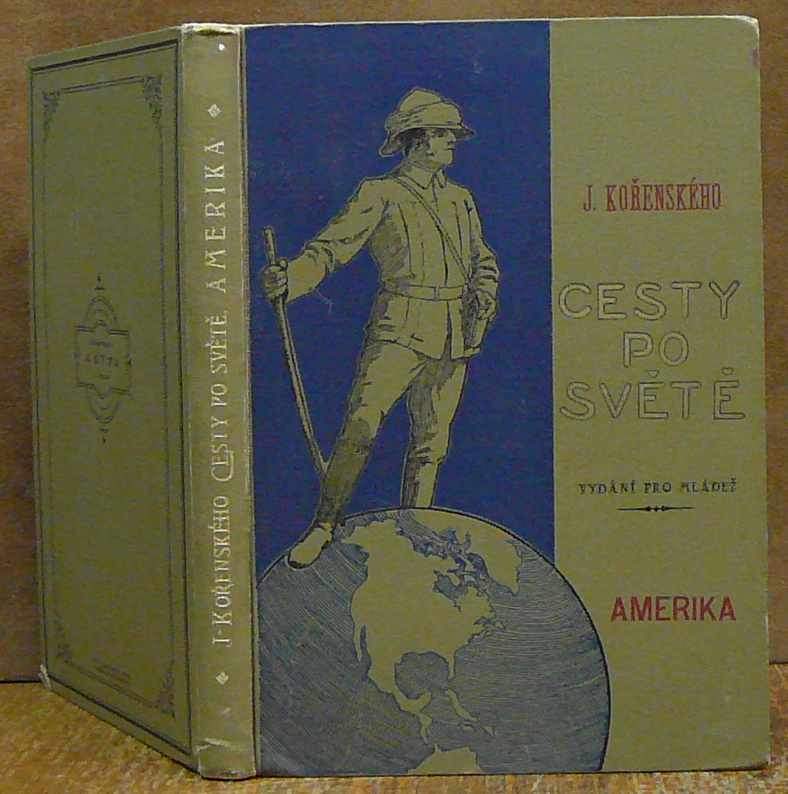 J. KOŘENSKÉHO
CESTY
PO
SVĚTĚ
VYDÁNÍ PRO MLÁDEŽ
AMERIKA
J. KOŘENSKÉHO CESTY PO SVĚTĚ. AMERIKA